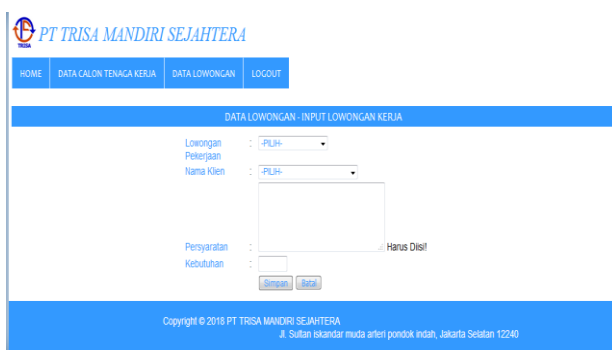 TRISA
PT TRISA MANDIRI SEJAHTERA
HOME DATA CALON TENAGA KERJA DATA LOWONGAN LOGOUT
DATA LOWONGAN - INPUT LOWONGAN KERJA
Lowongan Pekerjaan : -PILIH-
Nama Klien : -PILIH-
Persyaratan : Harus Diisi!
Kebutuhan :
Simpan Batal
Copyright © 2018 PT TRISA MANDIRI SEJAHTERA
Jl. Sultan iskandar muda arteri pondok indah, Jakarta Selatan 12240